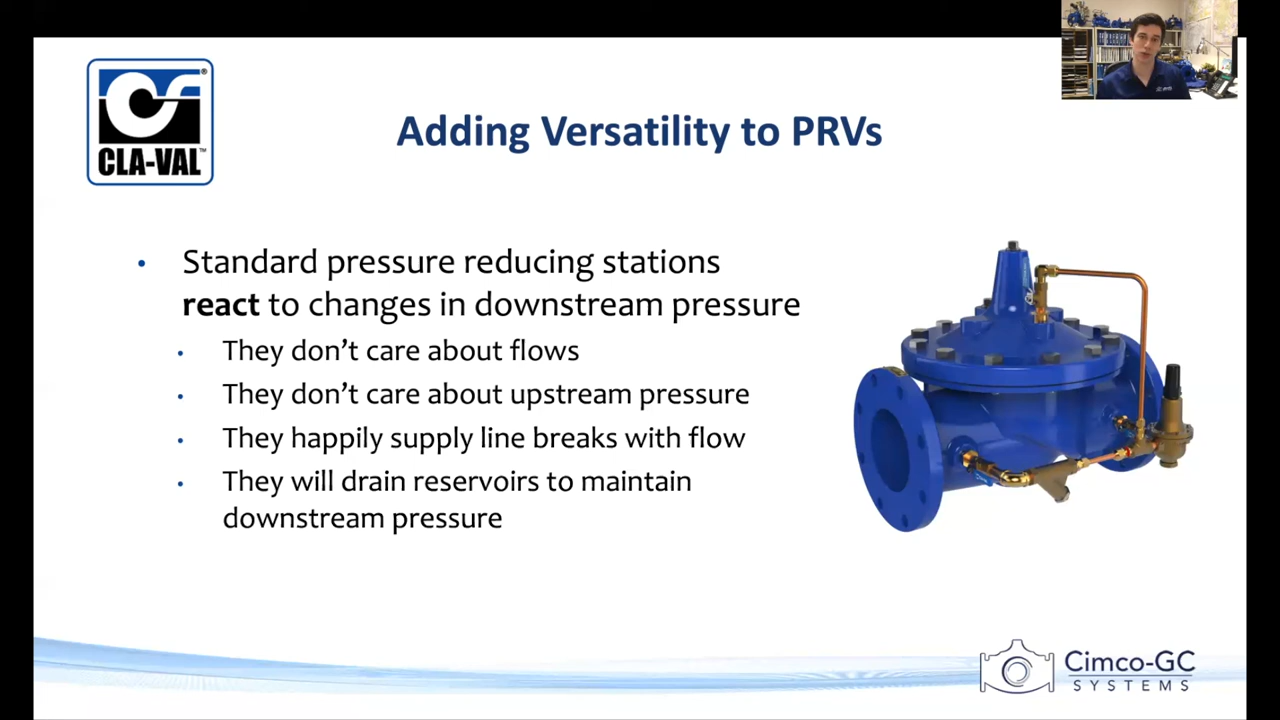 CLA-VAL
Adding Versatility to PRVs
• Standard pressure reducing stations
react to changes in downstream pressure
• They don’t care about flows
• They don’t care about upstream pressure
• They happily supply line breaks with flow
• They will drain reservoirs to maintain
downstream pressure
Cimco-GC
SYSTEMS